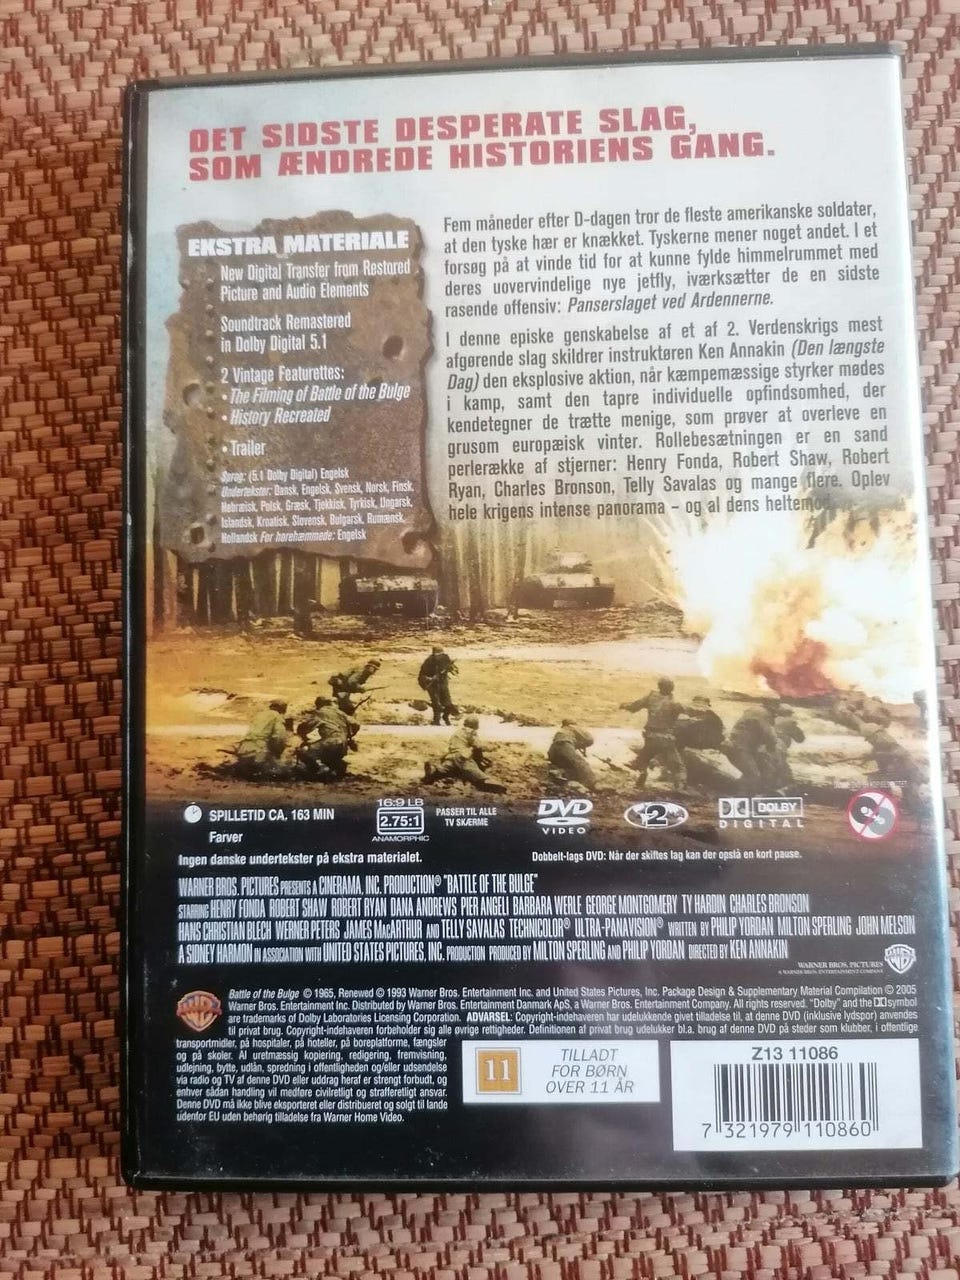 DET SIDSTE DESPERATE SLAG,
SOM ÆNDREDE HISTORIENS GANG.
EKSTRA MATERIALE
New Digital Transfer from Restored
Picture and Audio Elements
Soundtrack Remastered
in Dolby Digital 5.1
2 Vintage Featurettes:
• The Filming of Battle of the Bulge
• History Recreated
• Trailer
Sprog: (5.1 Dolby Digital) Engelsk
Undertekster: Dansk, Engelsk, Svensk, Norsk, Finsk,
Hebraisk, Polsk, Græsk, Tjekkisk, Tyrkisk, Ungarsk,
Islandsk, Kroatisk, Slovensk, Bulgarsk, Rumænsk,
Hollandsk For hørehæmmede: Engelsk
Fem måneder efter D-dagen tror de fleste amerikanske soldater,
at den tyske hær er knækket. Tyskerne mener noget andet. I et
forsøg på at vinde tid for at kunne fylde himmelrummet med
deres uovervindelige nye jetfly, iværksætter de en sidste
rasende offensiv: Panserslaget ved Ardennerne.
I denne episke genskabelse af et af 2. Verdenskrigs mest
afgørende slag skildrer instruktøren Ken Annakin (Den længste
Dag) den eksplosive aktion, når kæmpemæssige styrker mødes
i kamp, samt den tapre individuelle opfindsomhed, der
kendetegner de trætte menige, som prøver at overleve en
grusom europæisk vinter. Rollebesætningen er en sand
perlerække af stjerner: Henry Fonda, Robert Shaw, Robert
Ryan, Charles Bronson, Telly Savalas og mange flere. Oplev
hele krigens intense panorama – og al dens heltemod.
SPILLETID CA. 163 MIN
Farver
16:9 LB
2.75:1
ANAMORPHIC
PASSER TIL ALLE
TV SKÆRME
DVD
VIDEO
2
DOLBY
DIGITAL
Ingen danske undertekster på ekstra materialet.
Dobbelt-lags DVD: Når der skiftes lag kan der opstå en kort pause.
WARNER BROS. PICTURES PRESENTS A CINERAMA, INC. PRODUCTION® "BATTLE OF THE BULGE"
STARRING HENRY FONDA ROBERT SHAW ROBERT RYAN DANA ANDREWS PIER ANGELI BARBARA WERLE GEORGE MONTGOMERY TY HARDIN CHARLES BRONSON
HANS CHRISTIAN BLECH WERNER PETERS JAMES MacARTHUR AND TELLY SAVALAS TECHNICOLOR® ULTRA-PANAVISION® WRITTEN BY PHILIP YORDAN MILTON SPERLING JOHN MELSON
A SIDNEY HARMON IN ASSOCIATION WITH UNITED STATES PICTURES, INC. PRODUCTION PRODUCED BY MILTON SPERLING AND PHILIP YORDAN DIRECTED BY KEN ANNAKIN
WARNER BROS. PICTURES
A WARNER BROS. ENTERTAINMENT COMPANY
Battle of the Bulge © 1965, Renewed © 1993 Warner Bros. Entertainment Inc. and United States Pictures, Inc. Package Design & Supplementary Material Compilation © 2005
Warner Bros. Entertainment Inc. Distributed by Warner Bros. Entertainment Danmark ApS, a Warner Bros. Entertainment Company. All rights reserved. "Dolby" and the symbol
are trademarks of Dolby Laboratories Licensing Corporation. ADVARSEL: Copyright-indehaveren har udelukkende givet tilladelse til, at denne DVD (inklusive lydspor) anvendes
til privat brug. Copyright-indehaveren forbeholder sig alle øvrige rettigheder. Definitionen af privat brug udelukker bl.a. brug af denne DVD på steder som klubber, i offentlige
transportmidler, på hospitaler, på hoteller, på boreplatforme, fængsler
og på skoler. Al uretmæssig kopiering, redigering, fremvisning,
udlejning, bytte, udlån, spredning i offentligheden og/eller udsendelse
via radio og TV af denne DVD eller uddrag heraf er strengt forbudt, og
enhver sådan handling vil medføre civilretligt og strafferetligt ansvar.
Denne DVD må ikke blive eksporteret eller distribueret og solgt til lande
udenfor EU uden behørig tilladelse fra Warner Home Video.
11
TILLADT
FOR BØRN
OVER 11 ÅR
Z13 11086
7 321979 110860